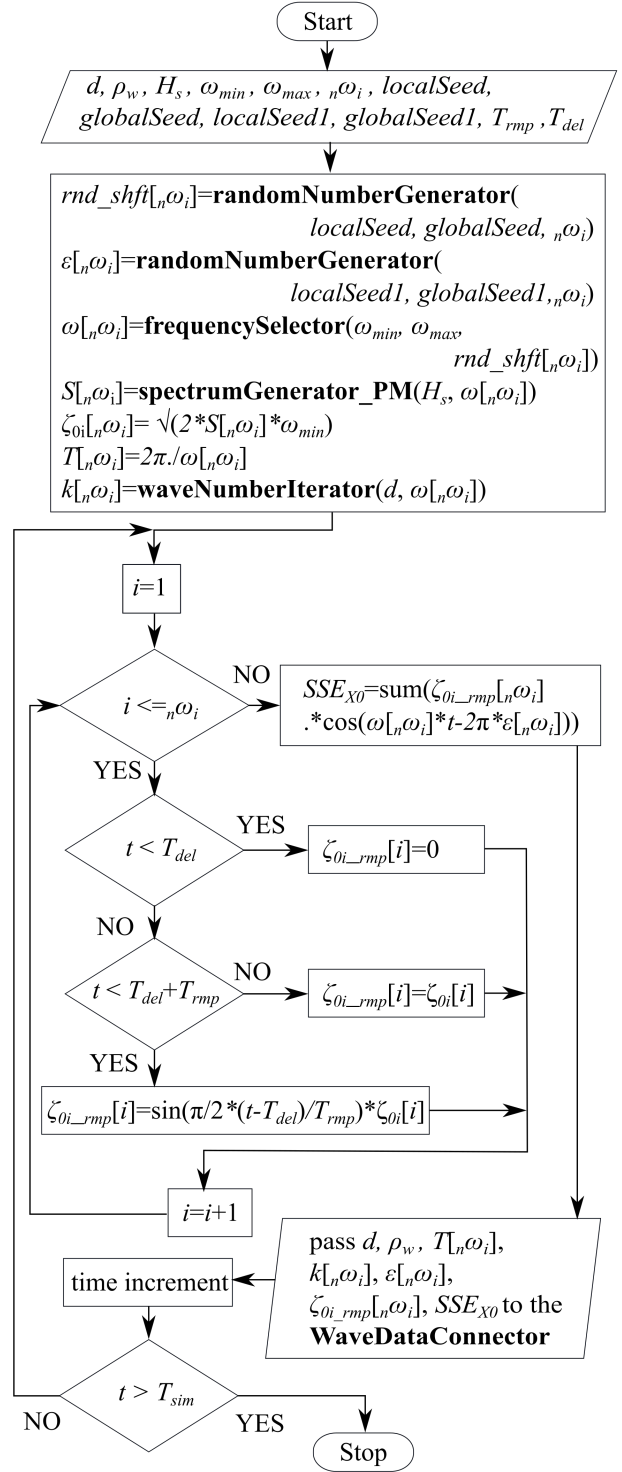 Start
d, ρw, Hs, ωmin, ωmax, nωi, localSeed,
globalSeed, localSeed1, globalSeed1, Trmp ,Tdel
rnd_shft[nωi]=randomNumberGenerator(
localSeed, globalSeed, nωi)
ε[nωi]=randomNumberGenerator(
localSeed1, globalSeed1,nωi)
ω[nωi]=frequencySelector(ωmin, ωmax,
rnd_shft[nωi])
S[nωi]=spectrumGenerator_PM(Hs, ω[nωi])
ζ0i[nωi]= √(2*S[nωi]*ωmin)
T[nωi]=2π./ω[nωi]
k[nωi]=waveNumberIterator(d, ω[nωi])
i=1
i <=nωi
NO
SSEX0=sum(ζ0i_rmp[nωi]
.*cos(ω[nωi]*t-2π*ε[nωi]))
YES
t < Tdel
YES
ζ0i_rmp[i]=0
NO
t < Tdel+Trmp
NO
ζ0i_rmp[i]=ζ0i[i]
YES
ζ0i_rmp[i]=sin(π/2*(t-Tdel)/Trmp)*ζ0i[i]
i=i+1
pass d, ρw, T[nωi],
k[nωi], ε[nωi],
ζ0i_rmp[nωi], SSEX0 to the
WaveDataConnector
time increment
t > Tsim
NO
YES
Stop